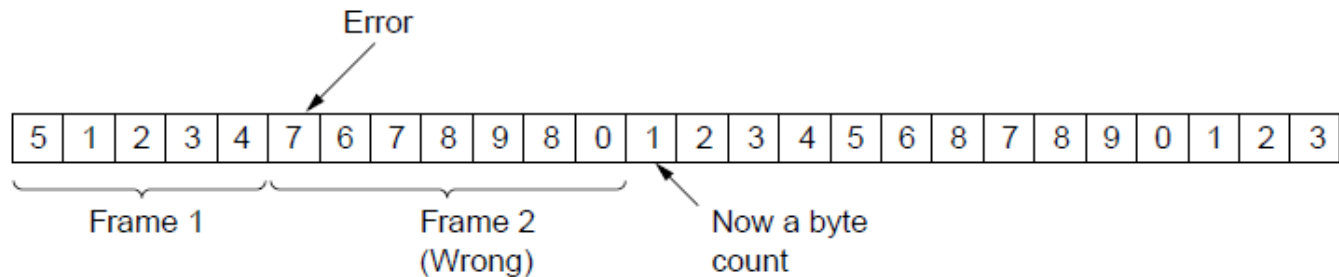 Error
5 1 2 3 4 7 6 7 8 9 8 0 1 2 3 4 5 6 8 7 8 9 0 1 2 3
Frame 1
Frame 2
(Wrong)
Now a byte
count